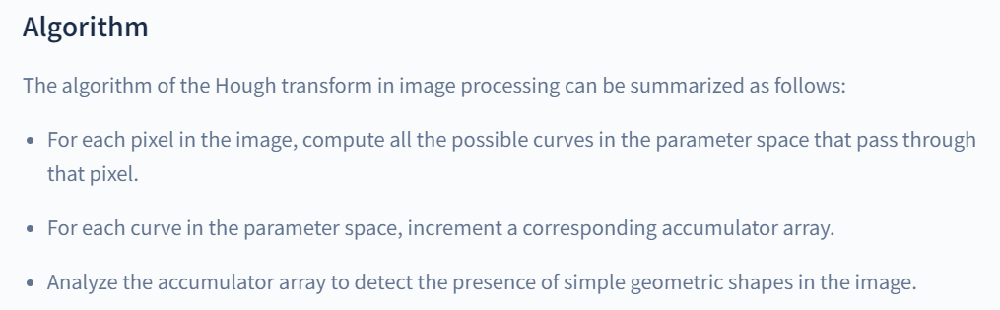 Algorithm
The algorithm of the Hough transform in image processing can be summarized as follows:
• For each pixel in the image, compute all the possible curves in the parameter space that pass through
that pixel.
• For each curve in the parameter space, increment a corresponding accumulator array.
• Analyze the accumulator array to detect the presence of simple geometric shapes in the image.